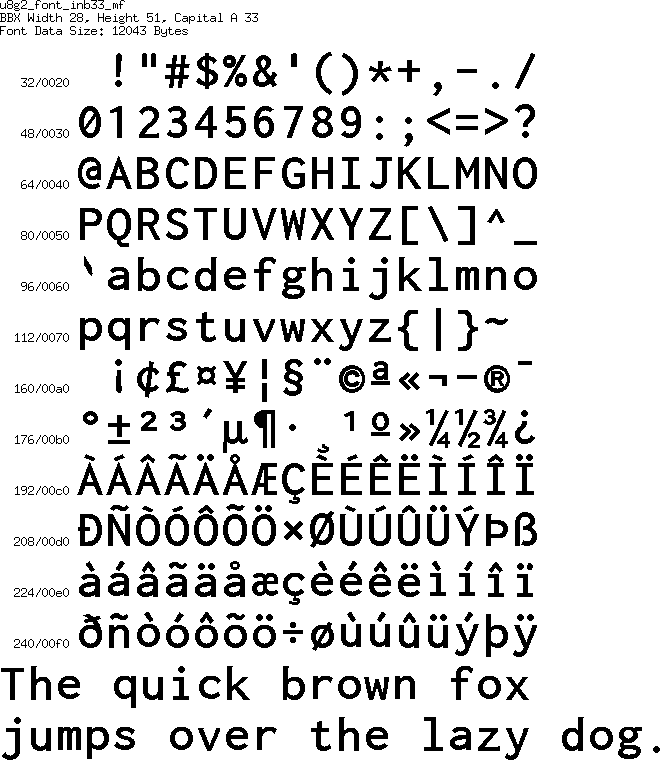 u8g2_font_inb33_mf
BBX Width 28, Height 51, Capital A 33
Font Data Size: 12043 Bytes
32/0020 !"#$%&'()*+,-./
48/0030 0123456789:;<=>?
64/0040 @ABCDEFGHIJKLMNO
80/0050 PQRSTUVWXYZ[\]^_
96/0060 `abcdefghijklmno
112/0070 pqrstuvwxyz{|}~
160/00a0 ¡¢£¤¥¦§¨©ª«¬-®¯
176/00b0 °±²³´µ¶·¸¹º»¼½¾¿
192/00c0 ÀÁÂÃÄÅÆÇÈÉÊËÌÍÎÏ
208/00d0 ÐÑÒÓÔÕÖ×ØÙÚÛÜÝÞß
224/00e0 àáâãäåæçèéêëìíîï
240/00f0 ðñòóôõö÷øùúûüýþÿ
The quick brown fox
jumps over the lazy dog.